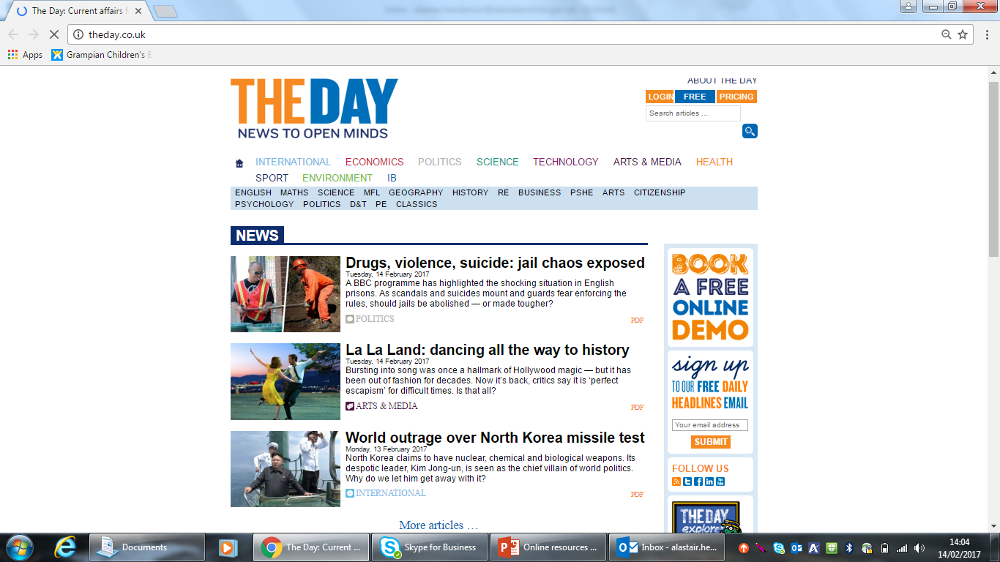 The Day: Current affairs f
theday.co.uk
Apps
Grampian Children's
ABOUT THE DAY
THE DAY
NEWS TO OPEN MINDS
LOGIN FREE PRICING
Search articles ...
INTERNATIONAL ECONOMICS POLITICS SCIENCE TECHNOLOGY ARTS & MEDIA HEALTH
SPORT ENVIRONMENT IB
ENGLISH MATHS SCIENCE MFL GEOGRAPHY HISTORY RE BUSINESS PSHE ARTS CITIZENSHIP
PSYCHOLOGY POLITICS D&T PE CLASSICS
NEWS
Drugs, violence, suicide: jail chaos exposed
Tuesday, 14 February 2017
A BBC programme has highlighted the shocking situation in English
prisons. As scandals and suicides mount and guards fear enforcing the
rules, should jails be abolished — or made tougher?
POLITICS
PDF
La La Land: dancing all the way to history
Tuesday, 14 February 2017
Bursting into song was once a hallmark of Hollywood magic — but it has
been out of fashion for decades. Now it's back, critics say it is 'perfect
escapism' for difficult times. Is that all?
ARTS & MEDIA
PDF
World outrage over North Korea missile test
Monday, 13 February 2017
North Korea claims to have nuclear, chemical and biological weapons. Its
despotic leader, Kim Jong-un, is seen as the chief villain of world politics.
Why do we let him get away with it?
INTERNATIONAL
PDF
More articles …
BOOK
A FREE
ONLINE
DEMO
sign up
TO OUR FREE DAILY
HEADLINES EMAIL
Your email address
SUBMIT
FOLLOW US
THE DAY
explorer
Documents
The Day: Current ...
Skype for Business
Online resources ...
Inbox - alastair.he...
14:04
14/02/2017